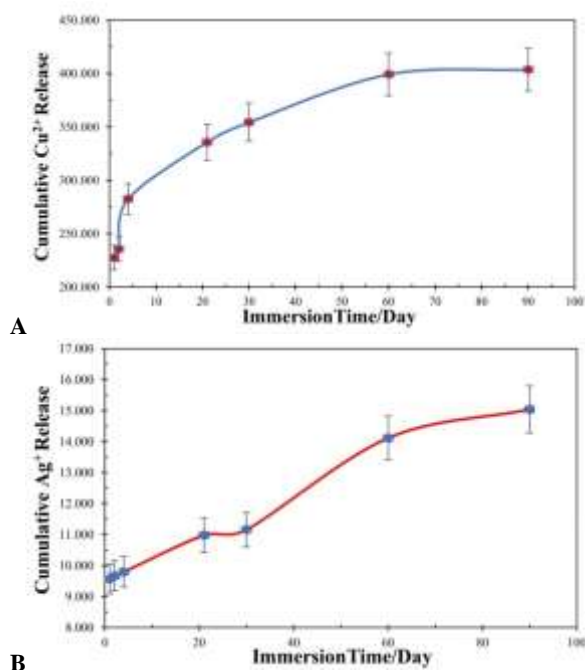 450.000
400.000
350.000
300.000
250.000
200.000
Cumulative Cu²⁺ Release
0 10 20 30 40 50 60 70 80 90 100
ImmersionTime/Day
A
17.000
16.000
15.000
14.000
13.000
12.000
11.000
10.000
9.000
8.000
Cumulative Ag⁺ Release
0 20 40 60 80 100
ImmersionTime/Day
B